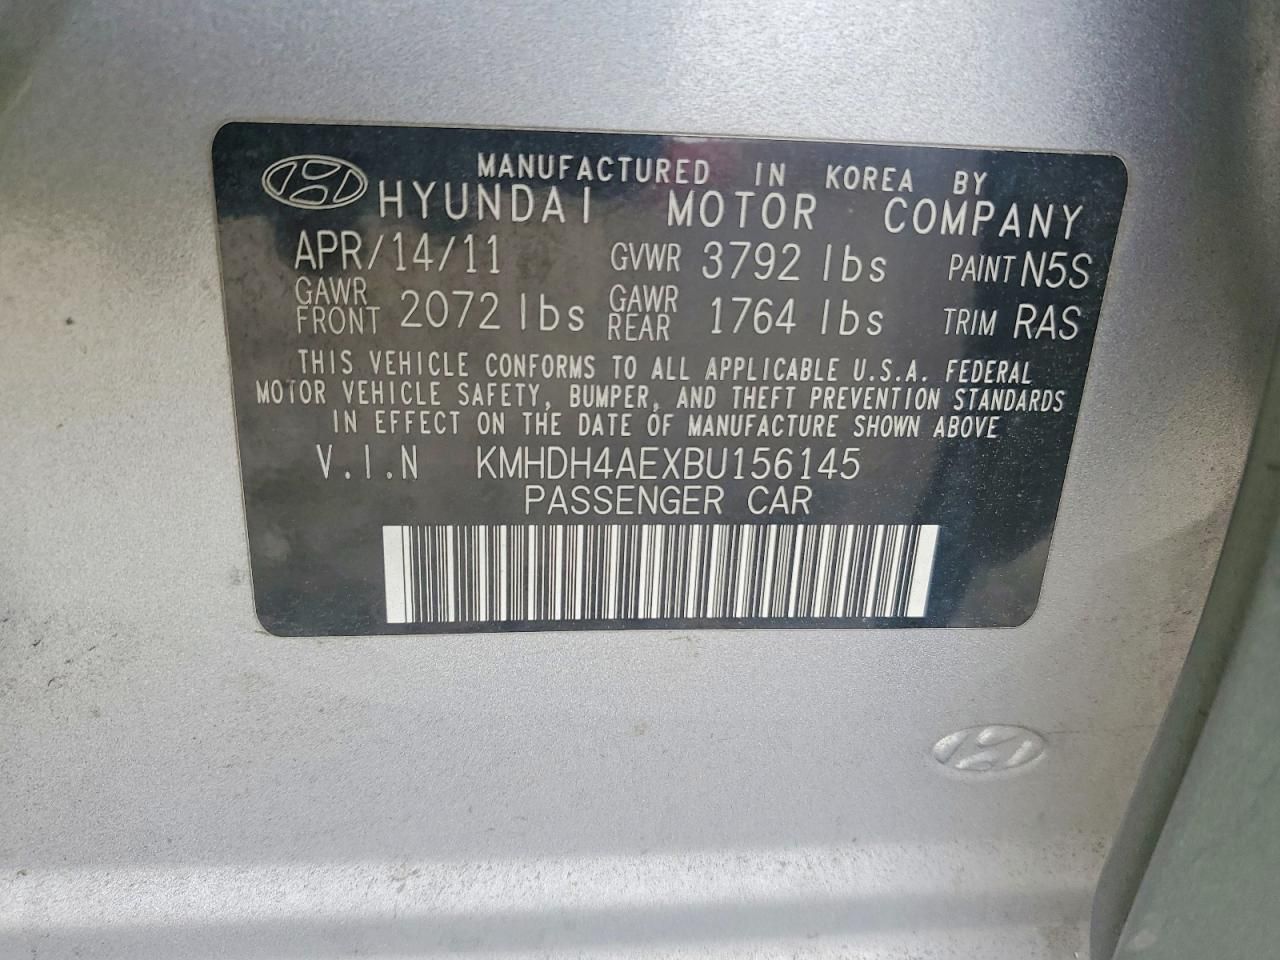 MANUFACTURED IN KOREA BY
HYUNDAI MOTOR COMPANY
APR/14/11 GVWR 3792 lbs PAINT N5S
GAWR FRONT 2072 lbs GAWR REAR 1764 lbs TRIM RAS
THIS VEHICLE CONFORMS TO ALL APPLICABLE U.S.A. FEDERAL
MOTOR VEHICLE SAFETY, BUMPER, AND THEFT PREVENTION STANDARDS
IN EFFECT ON THE DATE OF MANUFACTURE SHOWN ABOVE
V.I.N KMHDH4AEXBU156145
PASSENGER CAR